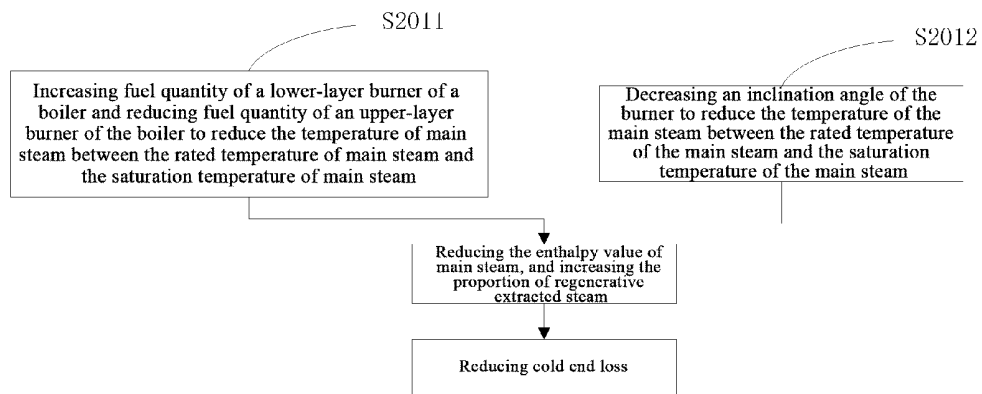 S2011
Increasing fuel quantity of a lower-layer burner of a
boiler and reducing fuel quantity of an upper-layer
burner of the boiler to reduce the temperature of main
steam between the rated temperature of main steam and
the saturation temperature of main steam
S2012
Decreasing an inclination angle of the
burner to reduce the temperature of the
main steam between the rated temperature
of the main steam and the saturation
temperature of the main steam
Reducing the enthalpy value of
main steam, and increasing the
proportion of regenerative
extracted steam
Reducing cold end loss